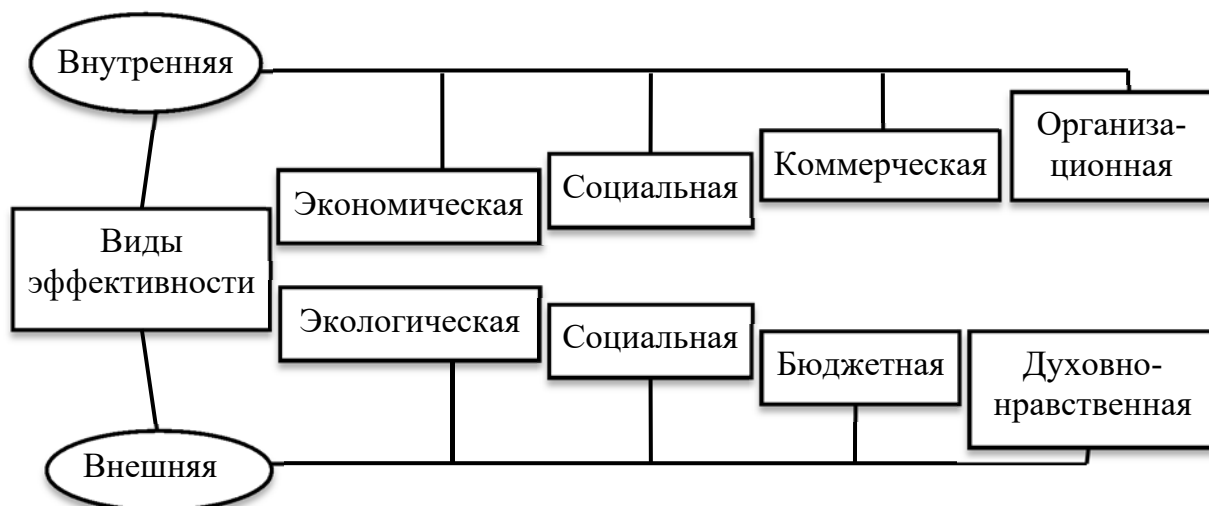 Внутренняя
Экономическая
Социальная
Коммерческая
Организа-
ционная
Виды
эффективности
Экологическая
Социальная
Бюджетная
Духовно-
нравственная
Внешняя